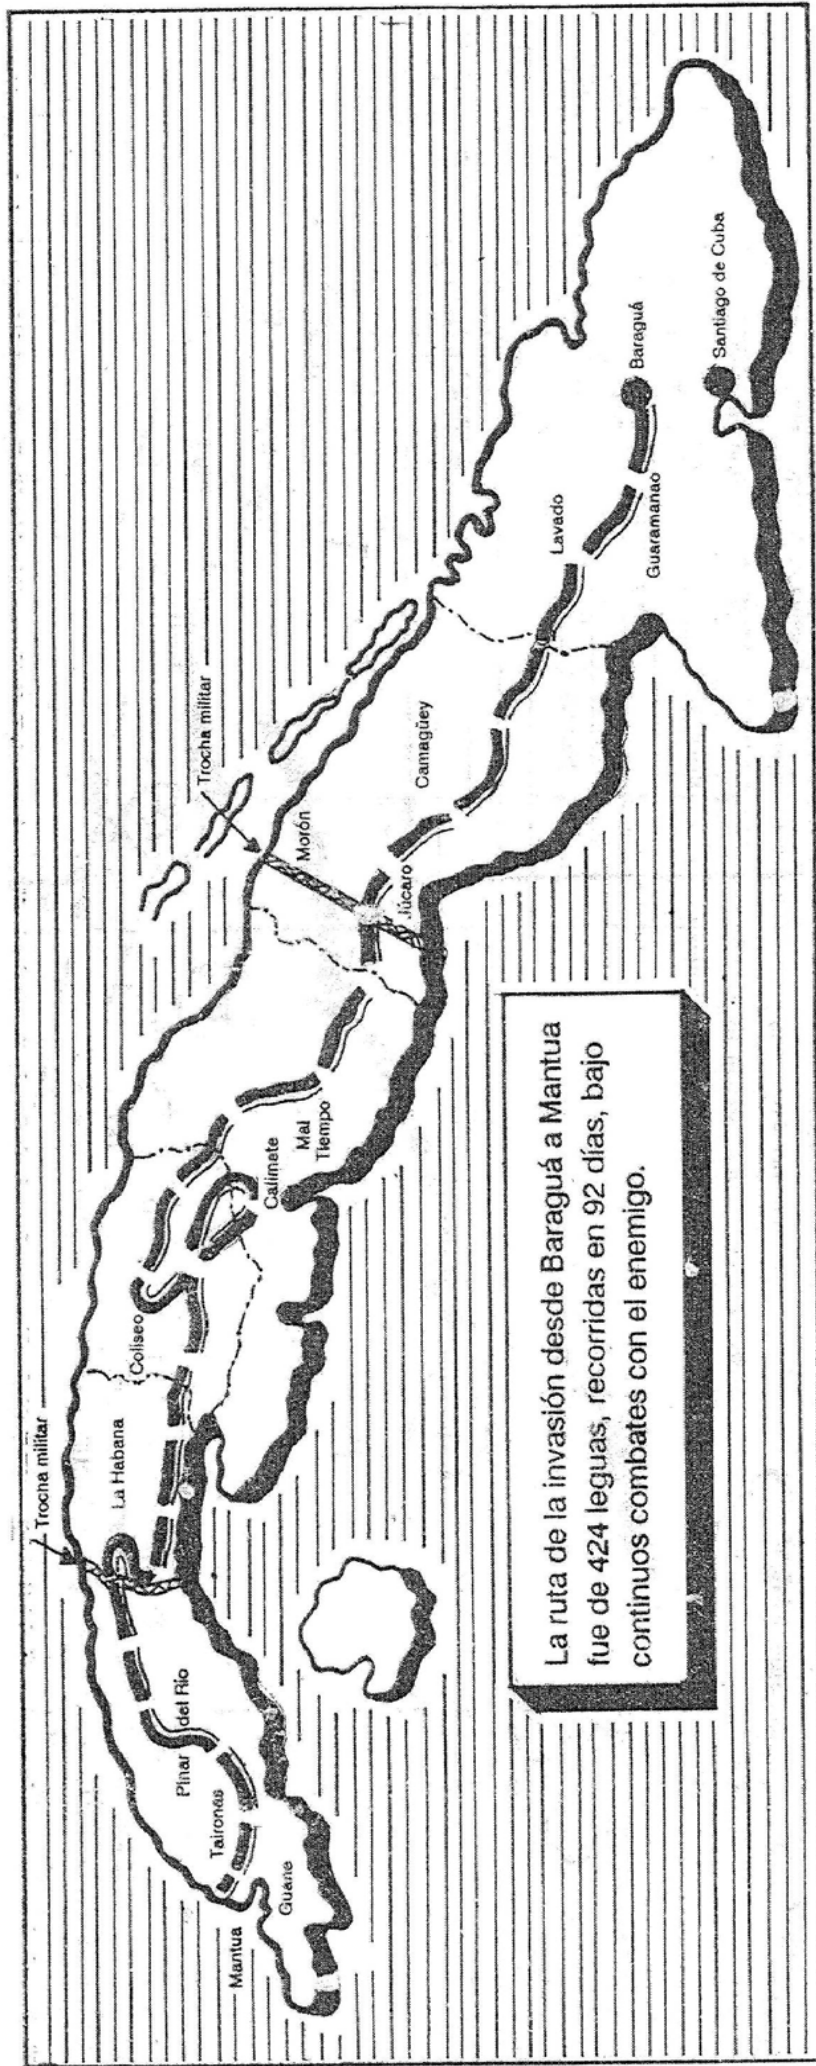 Trocha militar
Trocha militar
La Habana
Coliseo
Morón
Camagüey
Pinar del Río
Taironas
Mantua
Guane
Calimete
Mal
Tiempo
Júcaro
Lavado
Guaramanao
Baraguá
Santiago de Cuba
La ruta de la invasión desde Baraguá a Mantua
fue de 424 leguas, recorridas en 92 días, bajo
continuos combates con el enemigo.